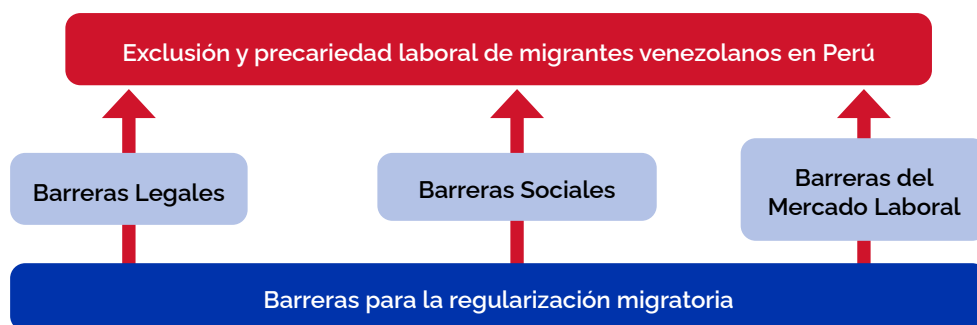 Exclusión y precariedad laboral de migrantes venezolanos en Perú
Barreras Legales
Barreras Sociales
Barreras del
Mercado Laboral
Barreras para la regularización migratoria